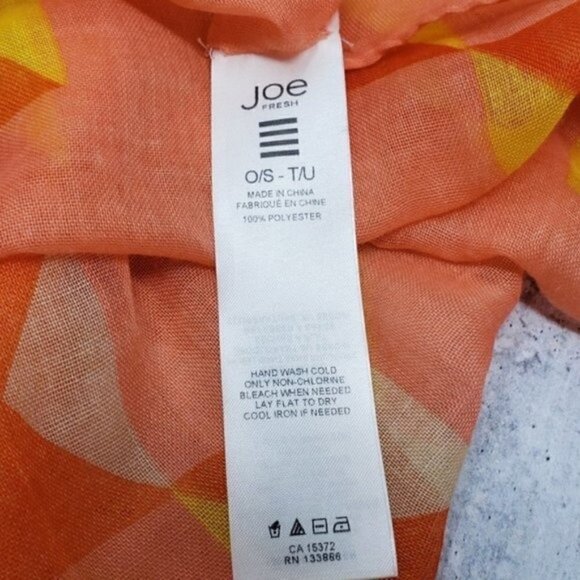 Joe
FRESH
O/S - T/U
MADE IN CHINA
FABRIQUÉ EN CHINE
100% POLYESTER
HAND WASH COLD
ONLY NON-CHLORINE
BLEACH WHEN NEEDED
LAY FLAT TO DRY
COOL IRON IF NEEDED
CA 15372
RN 133866